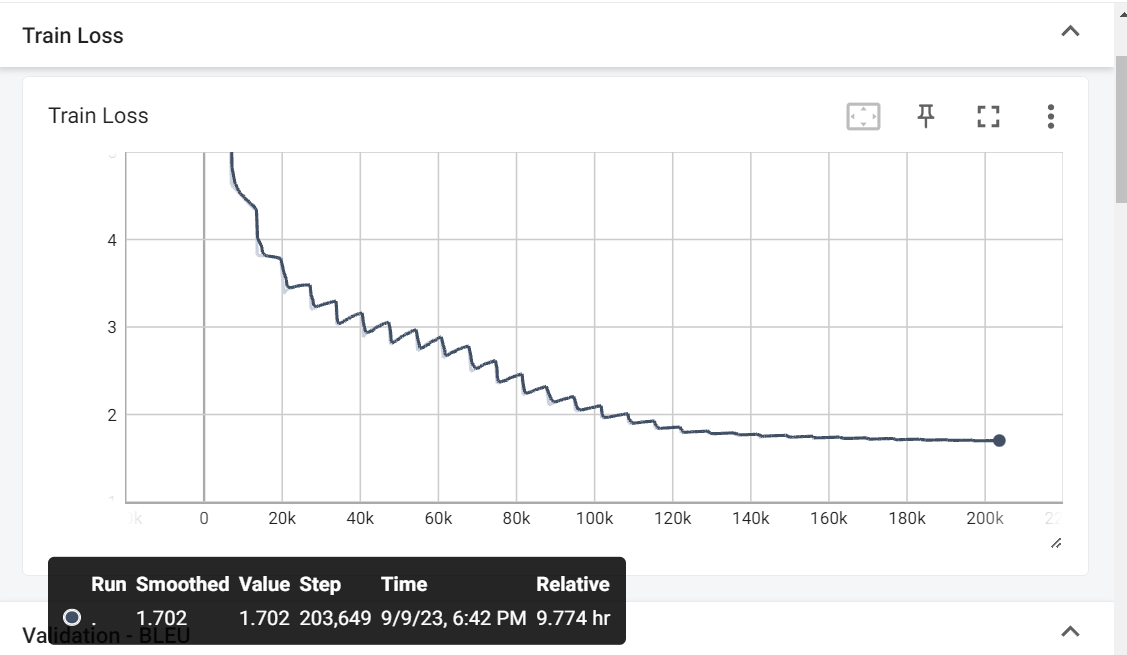 Train Loss
Train Loss
4
3
2
0 20k 40k 60k 80k 100k 120k 140k 160k 180k 200k
Run Smoothed Value Step Time Relative
. 1.702 1.702 203,649 9/9/23, 6:42 PM 9.774 hr
Validation - BLEU